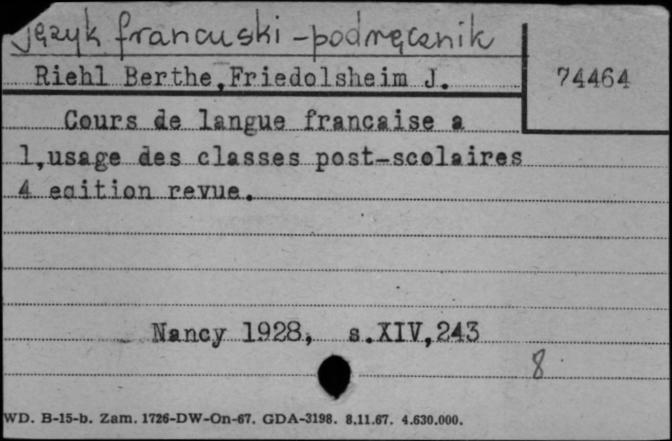 język francuski - podręcznik
Riehl Berthe,Friedolsheim J.
74464
Cours de langue francaise a
l,usage des classes post-scolaires
4 edition revue.
Nancy 1928, s.XIV,243
8
WD. B-15-b. Zam. 1726-DW-On-67. GDA-3198. 8.11.67. 4.630.000.